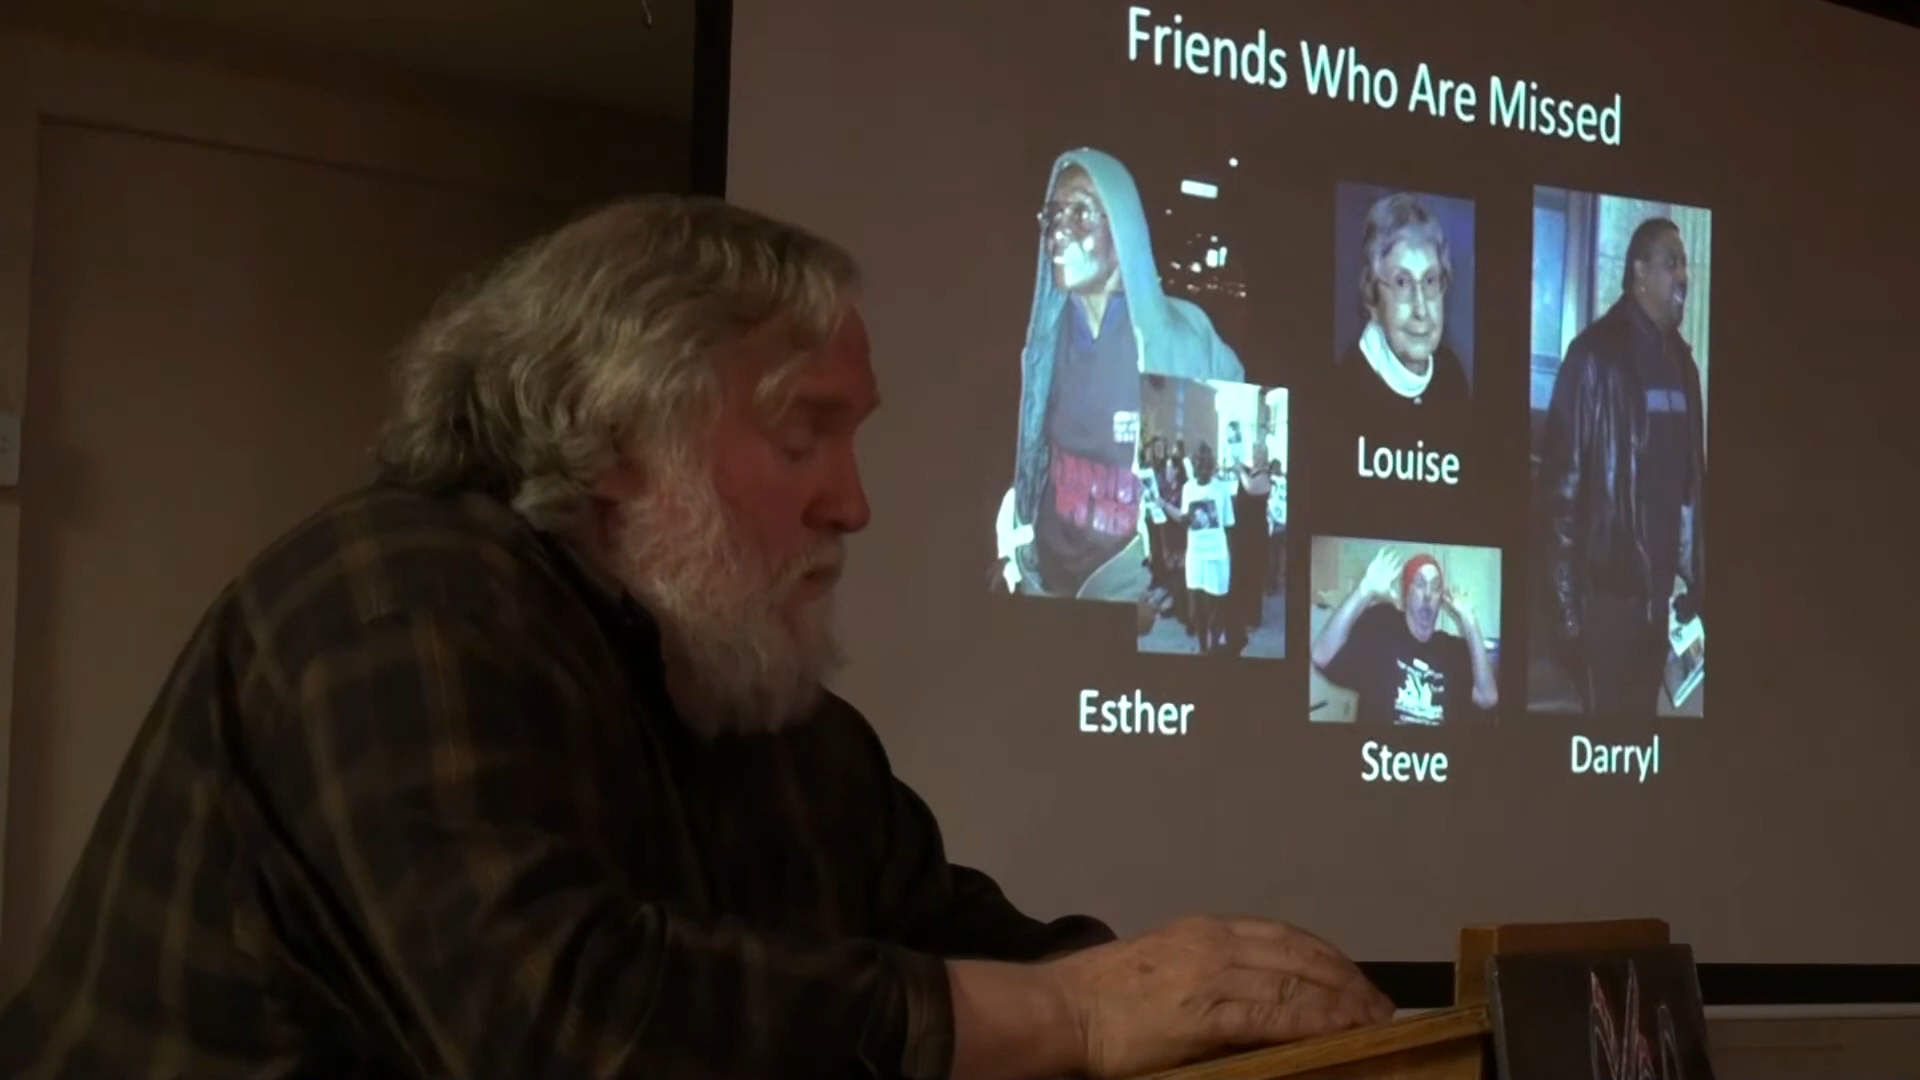 Friends Who Are Missed
Louise
Esther
Steve
Darryl